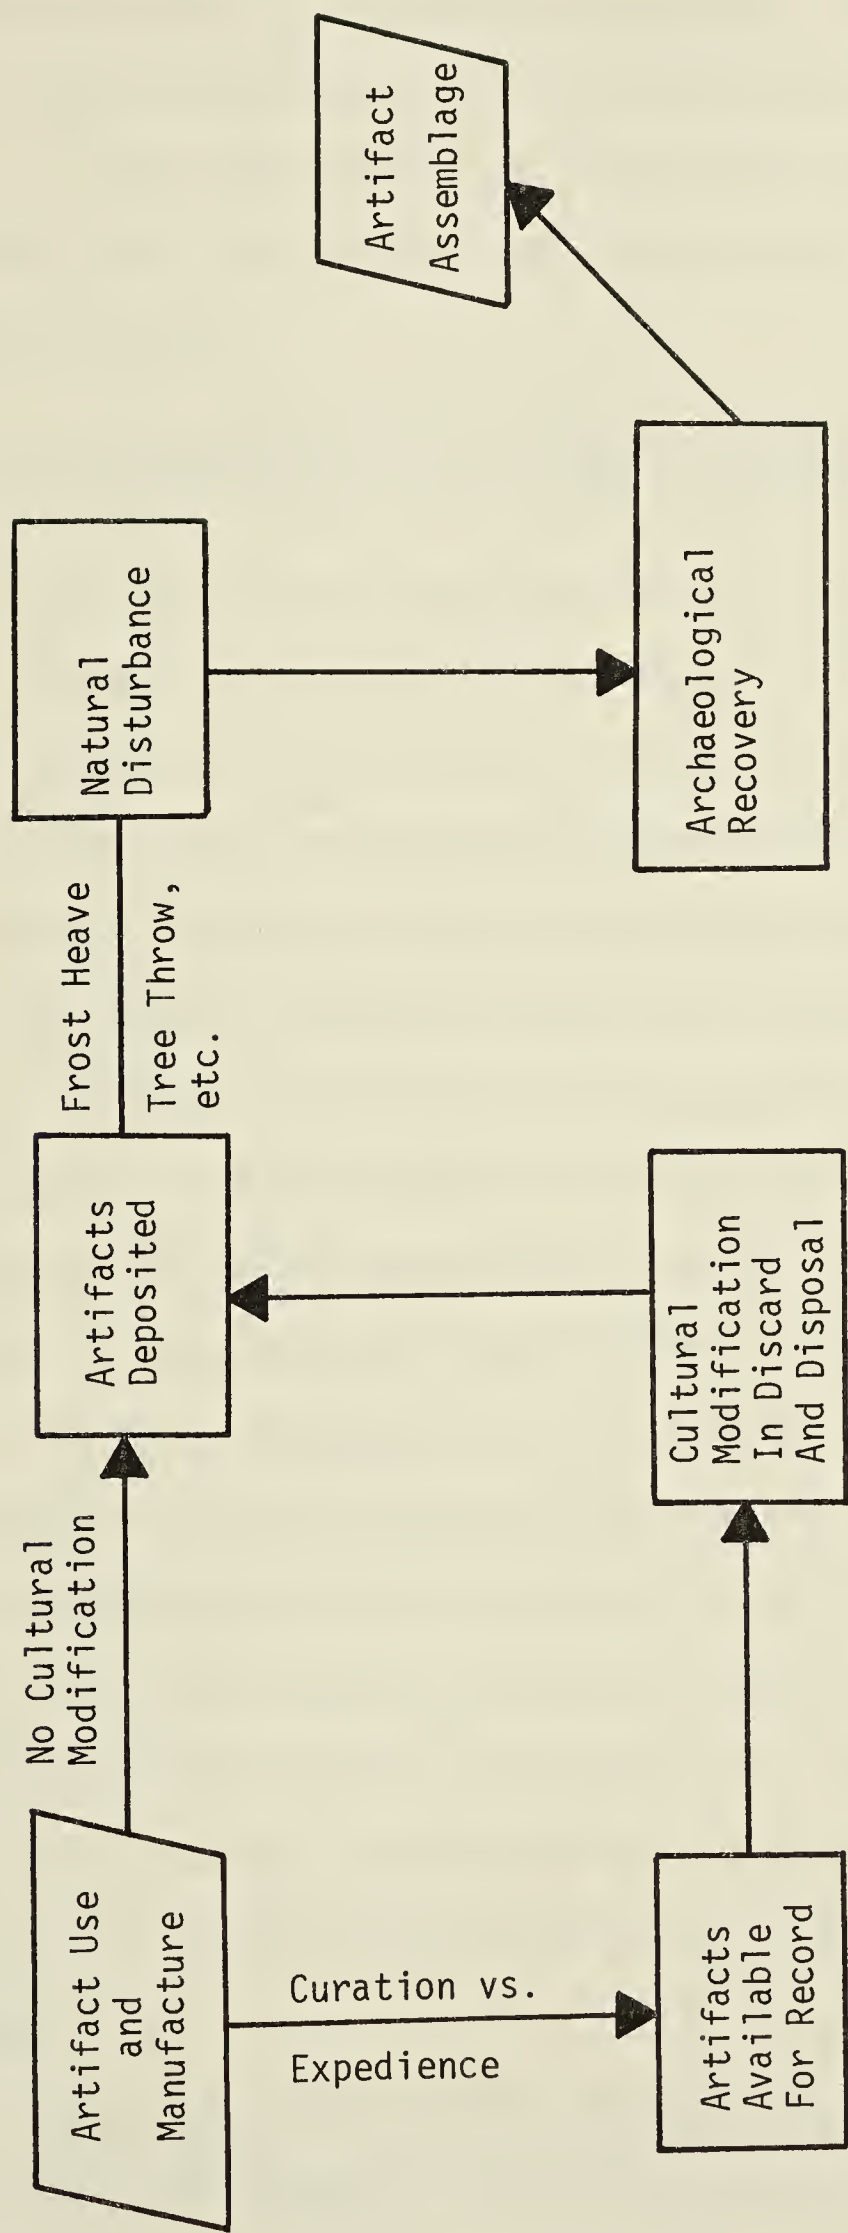 Artifact Use
and
Manufacture
No Cultural
Modification
Artifacts
Deposited
Frost Heave
Tree Throw,
etc.
Natural
Disturbance
Curation vs.
Expedience
Artifacts
Available
For Record
Cultural
Modification
In Discard
And Disposal
Archaeological
Recovery
Artifact
Assemblage